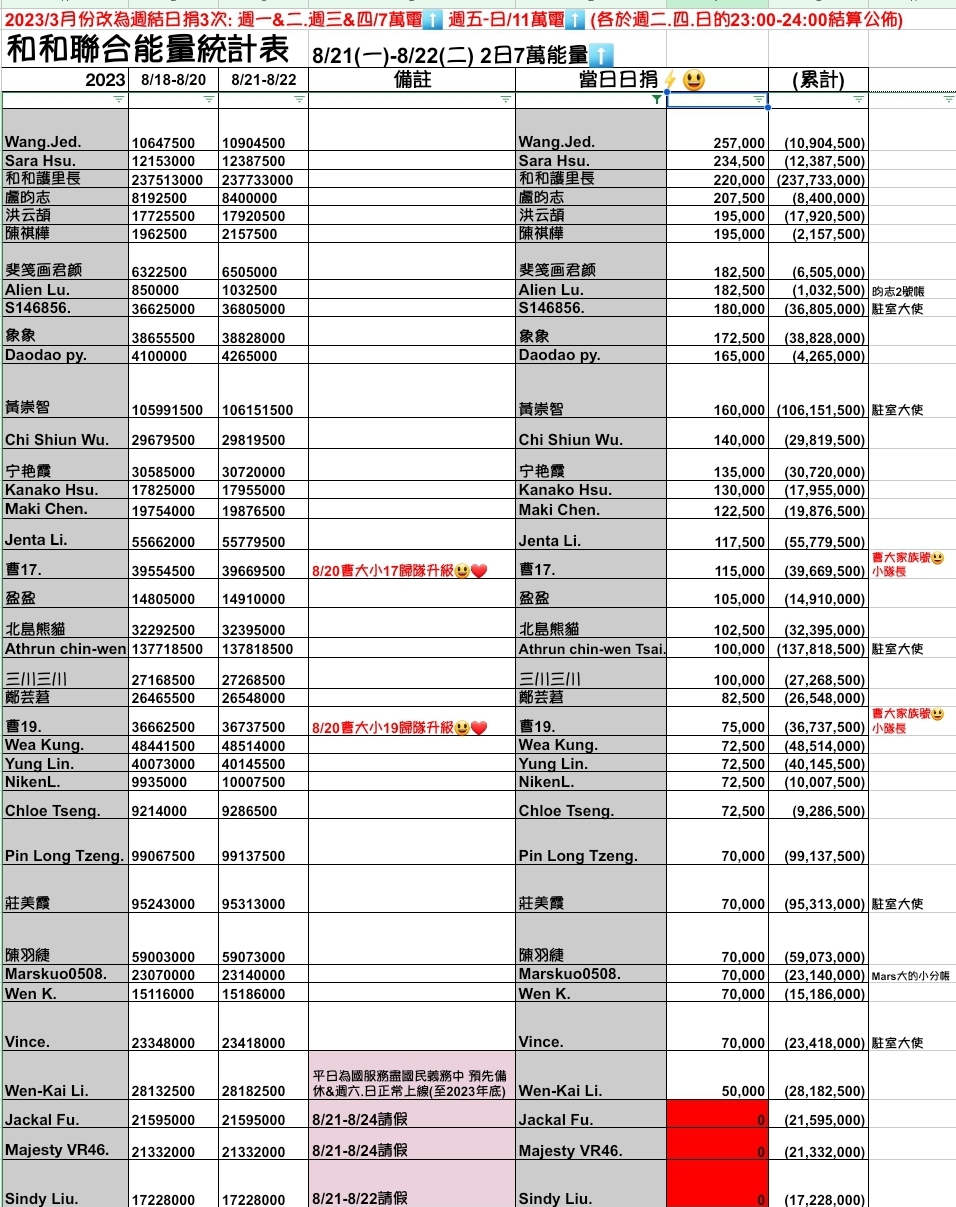 2023/3月份改為週結日捐3次: 週一&二.週三&四/7萬電⬆️ 週五-日/11萬電⬆️ (各於週二.四.日的23:00-24:00結算公佈)
和和聯合能量統計表 8/21(一)-8/22(二) 2日7萬能量⬆️
2023 8/18-8/20 8/21-8/22 備註 當日日捐⚡😃 (累計)
Wang.Jed. 10647500 10904500 Wang.Jed. 257,000 (10,904,500)
Sara Hsu. 12153000 12387500 Sara Hsu. 234,500 (12,387,500)
和和護里長 237513000 237733000 和和護里長 220,000 (237,733,000)
盧昀志 8192500 8400000 盧昀志 207,500 (8,400,000)
洪云頡 17725500 17920500 洪云頡 195,000 (17,920,500)
陳祺樺 1962500 2157500 陳祺樺 195,000 (2,157,500)
斐笺画君颜 6322500 6505000 斐笺画君颜 182,500 (6,505,000)
Alien Lu. 850000 1032500 Alien Lu. 182,500 (1,032,500) 昀志2號帳
S146856. 36625000 36805000 S146856. 180,000 (36,805,000) 駐室大使
象象 38655500 38828000 象象 172,500 (38,828,000)
Daodao py. 4100000 4265000 Daodao py. 165,000 (4,265,000)
黃崇智 105991500 106151500 黃崇智 160,000 (106,151,500) 駐室大使
Chi Shiun Wu. 29679500 29819500 Chi Shiun Wu. 140,000 (29,819,500)
宁艳霞 30585000 30720000 宁艳霞 135,000 (30,720,000)
Kanako Hsu. 17825000 17955000 Kanako Hsu. 130,000 (17,955,000)
Maki Chen. 19754000 19876500 Maki Chen. 122,500 (19,876,500)
Jenta Li. 55662000 55779500 Jenta Li. 117,500 (55,779,500)
曹17. 39554500 39669500 8/20曹大小17歸隊升級😃❤️ 曹17. 115,000 (39,669,500) 曹大家族號😃
小隊長
盈盈 14805000 14910000 盈盈 105,000 (14,910,000)
北島熊貓 32292500 32395000 北島熊貓 102,500 (32,395,000)
Athrun chin-wen 137718500 137818500 Athrun chin-wen Tsai. 100,000 (137,818,500) 駐室大使
三川三川 27168500 27268500 三川三川 100,000 (27,268,500)
鄭芸莙 26465500 26548000 鄭芸莙 82,500 (26,548,000)
曹19. 36662500 36737500 8/20曹大小19歸隊升級😃❤️ 曹19. 75,000 (36,737,500) 曹大家族號😃
小隊長
Wea Kung. 48441500 48514000 Wea Kung. 72,500 (48,514,000)
Yung Lin. 40073000 40145500 Yung Lin. 72,500 (40,145,500)
NikenL. 9935000 10007500 NikenL. 72,500 (10,007,500)
Chloe Tseng. 9214000 9286500 Chloe Tseng. 72,500 (9,286,500)
Pin Long Tzeng. 99067500 99137500 Pin Long Tzeng. 70,000 (99,137,500)
莊美霞 95243000 95313000 莊美霞 70,000 (95,313,000) 駐室大使
陳羽緁 59003000 59073000 陳羽緁 70,000 (59,073,000)
Marskuo0508. 23070000 23140000 Marskuo0508. 70,000 (23,140,000) Mars大的小分帳
Wen K. 15116000 15186000 Wen K. 70,000 (15,186,000)
Vince. 23348000 23418000 Vince. 70,000 (23,418,000) 駐室大使
平日為國服務盡國民義務中 預先備
Wen-Kai Li. 28132500 28182500 休&週六.日正常上線(至2023年底) Wen-Kai Li. 50,000 (28,182,500)
Jackal Fu. 21595000 21595000 8/21-8/24請假 Jackal Fu. 0 (21,595,000)
Majesty VR46. 21332000 21332000 8/21-8/24請假 Majesty VR46. 0 (21,332,000)
Sindy Liu. 17228000 17228000 8/21-8/22請假 Sindy Liu. 0 (17,228,000)